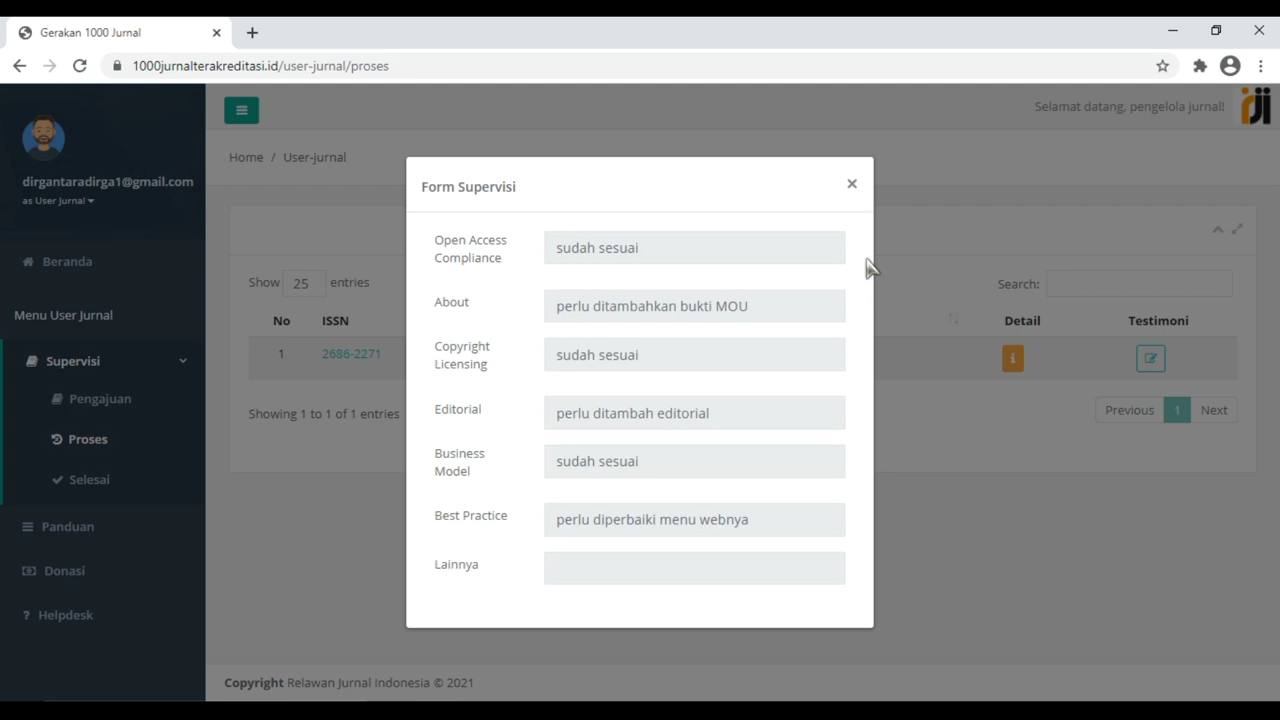 Gerakan 1000 Jurnal
1000jurnalterakreditasi.id/user-jurnal/proses
Selamat datang, pengelola jurnal!
rji
dirgantaradirga1@gmail.com
as User Jurnal
Beranda
Menu User Jurnal
Supervisi
Pengajuan
Proses
Selesai
Panduan
Donasi
? Helpdesk
Home / User-jurnal
Show 25 entries
Search:
No ISSN Detail Testimoni
1 2686-2271
Showing 1 to 1 of 1 entries
Previous 1 Next
Form Supervisi
Open Access
Compliance
sudah sesuai
About
perlu ditambahkan bukti MOU
Copyright
Licensing
sudah sesuai
Editorial
perlu ditambah editorial
Business
Model
sudah sesuai
Best Practice
perlu diperbaiki menu webnya
Lainnya
Copyright Relawan Jurnal Indonesia © 2021